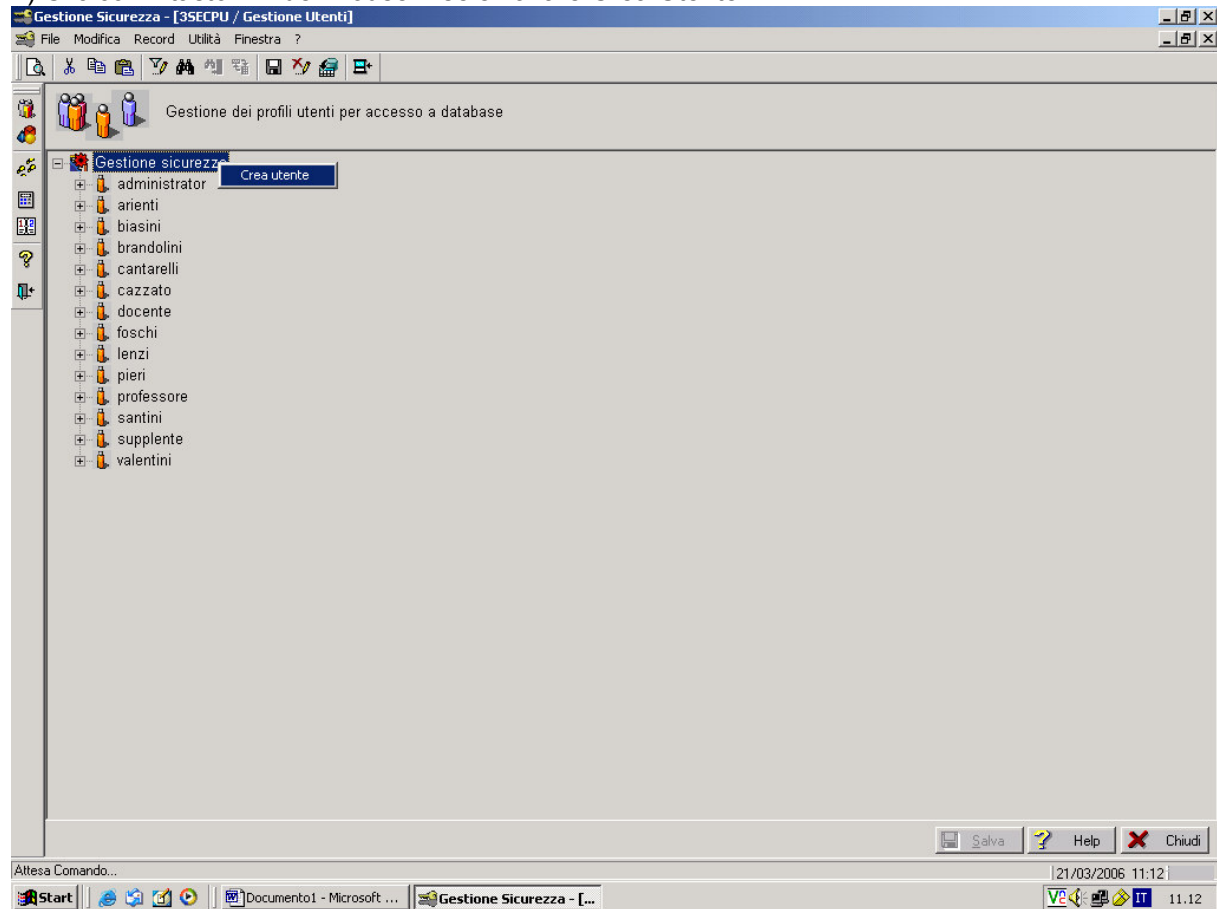 Gestione Sicurezza - [3SECPU / Gestione Utenti]
File Modifica Record Utilità Finestra ?
Gestione dei profili utenti per accesso a database
Gestione sicurezza
Crea utente
administrator
arienti
biasini
brandolini
cantarelli
cazzato
docente
foschi
lenzi
pieri
professore
santini
supplente
valentini
Salva
Help
Chiudi
Attesa Comando...
21/03/2006 11:12
Start
Documento1 - Microsoft ...
Gestione Sicurezza - [...
IT
11.12